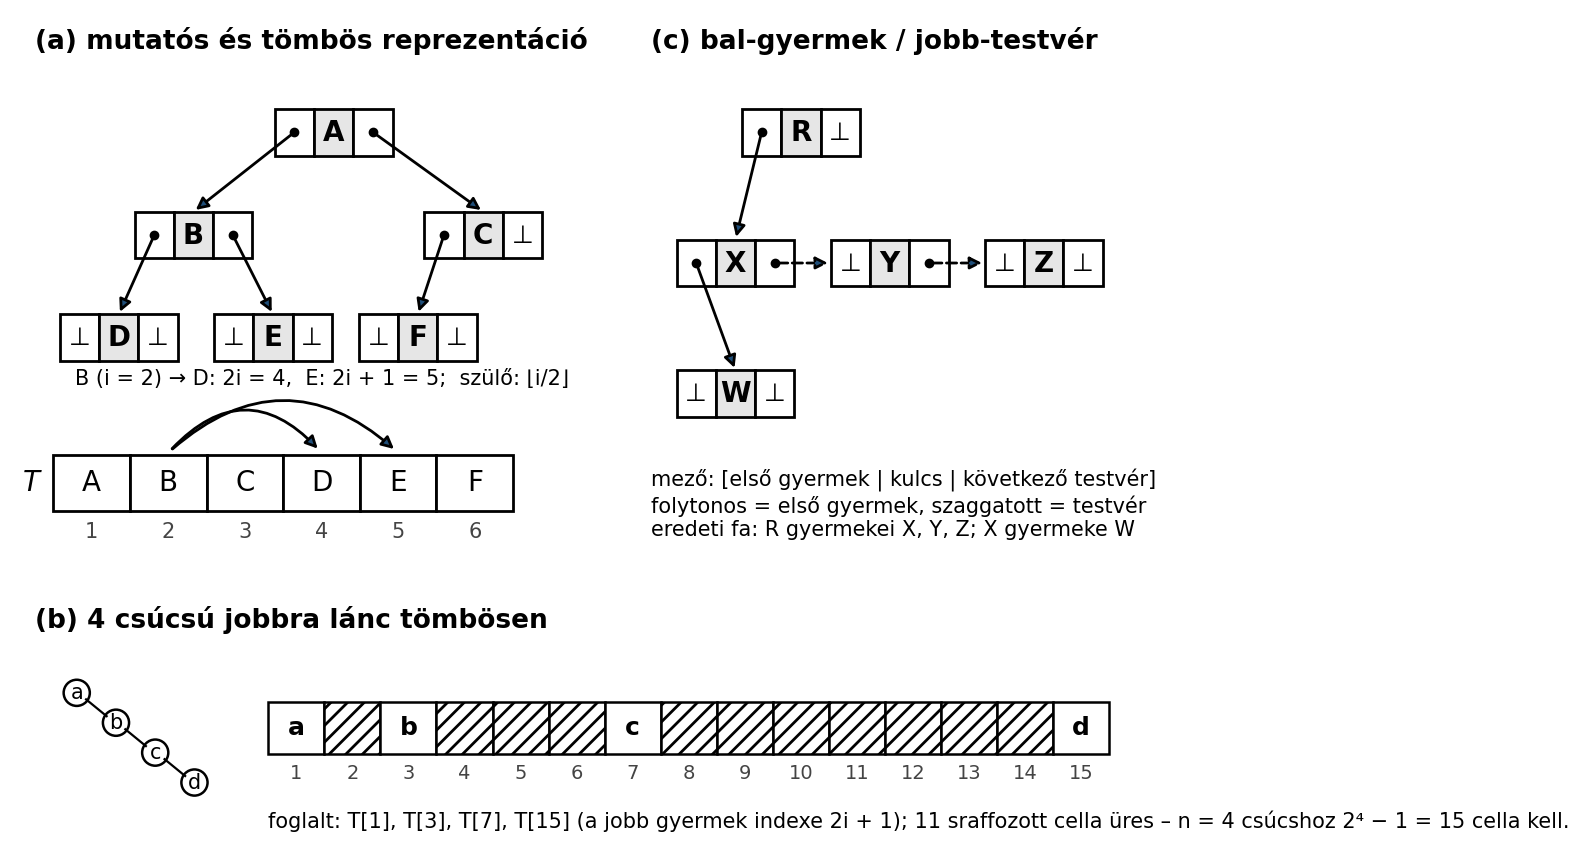 (a) mutatós és tömbös reprezentáció
A
B
C ⊥
⊥ D ⊥
⊥ E ⊥
⊥ F ⊥
B (i = 2) → D: 2i = 4, E: 2i + 1 = 5; szülő: ⌊i/2⌋
T A B C D E F
1 2 3 4 5 6
(c) bal-gyermek / jobb-testvér
R ⊥
X
⊥ Y
⊥ Z ⊥
⊥ W ⊥
mező: [első gyermek | kulcs | következő testvér]
folytonos = első gyermek, szaggatott = testvér
eredeti fa: R gyermekei X, Y, Z; X gyermeke W
(b) 4 csúcsú jobbra lánc tömbösen
a
b
c
d
a b c d
1 2 3 4 5 6 7 8 9 10 11 12 13 14 15
foglalt: T[1], T[3], T[7], T[15] (a jobb gyermek indexe 2i + 1); 11 sraffozott cella üres – n = 4 csúcshoz 2⁴ − 1 = 15 cella kell.